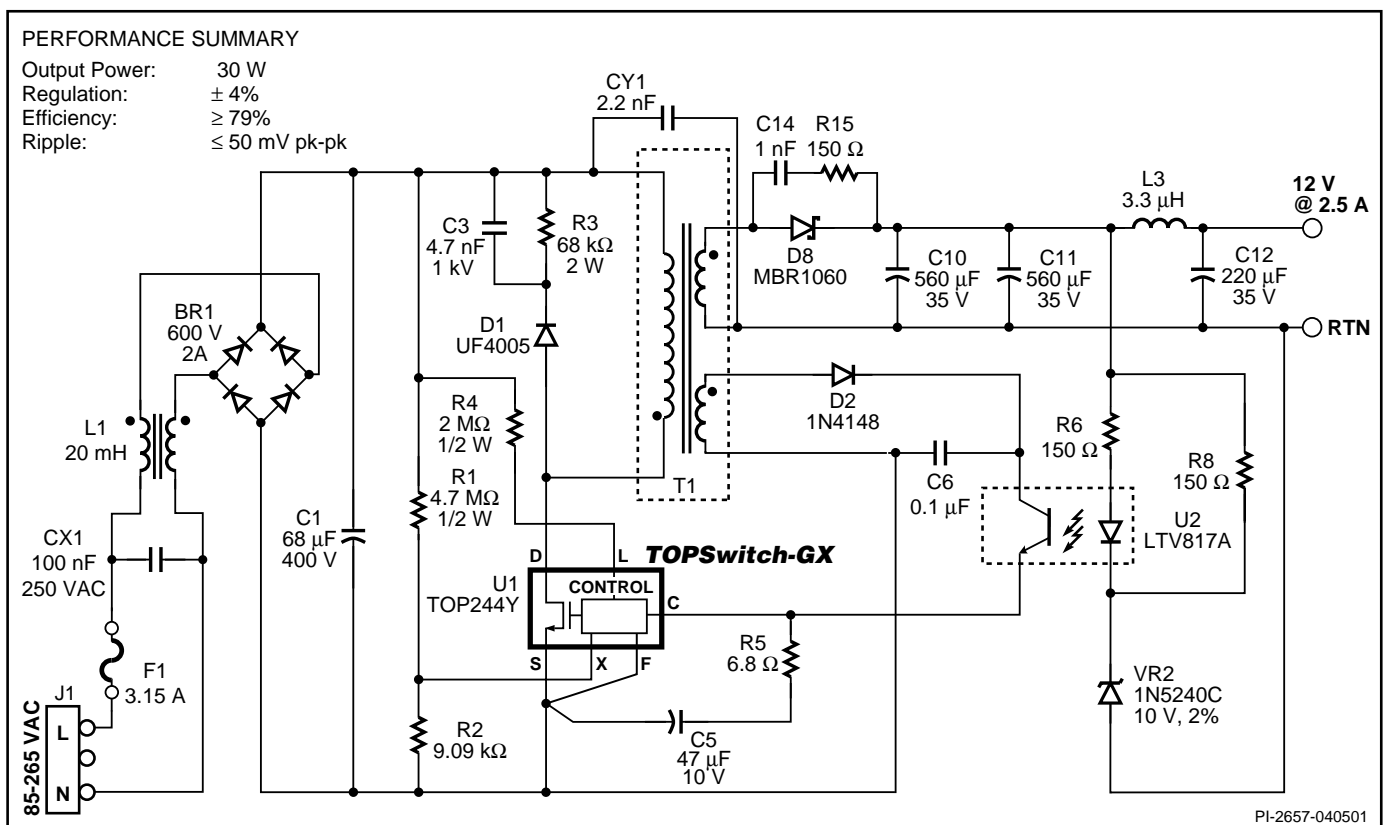 PERFORMANCE SUMMARY
Output Power: 30 W
Regulation: ± 4%
Efficiency: ≥ 79%
Ripple: ≤ 50 mV pk-pk
CY1
2.2 nF
C14
1 nF
R15
150 Ω
L3
3.3 µH
12 V
@ 2.5 A
C3
4.7 nF
1 kV
R3
68 kΩ
2 W
D8
MBR1060
C10
560 µF
35 V
C11
560 µF
35 V
C12
220 µF
35 V
BR1
600 V
2A
D1
UF4005
RTN
D2
1N4148
R4
2 MΩ
1/2 W
L1
20 mH
R6
150 Ω
R8
150 Ω
T1
C6
0.1 µF
R1
4.7 MΩ
1/2 W
C1
68 µF
400 V
CX1
100 nF
250 VAC
U2
LTV817A
TOPSwitch-GX
D
L
U1
TOP244Y
CONTROL
C
S
X
F
R5
6.8 Ω
F1
3.15 A
VR2
1N5240C
10 V, 2%
J1
L
N
85-265 VAC
R2
9.09 kΩ
C5
47 µF
10 V
PI-2657-040501